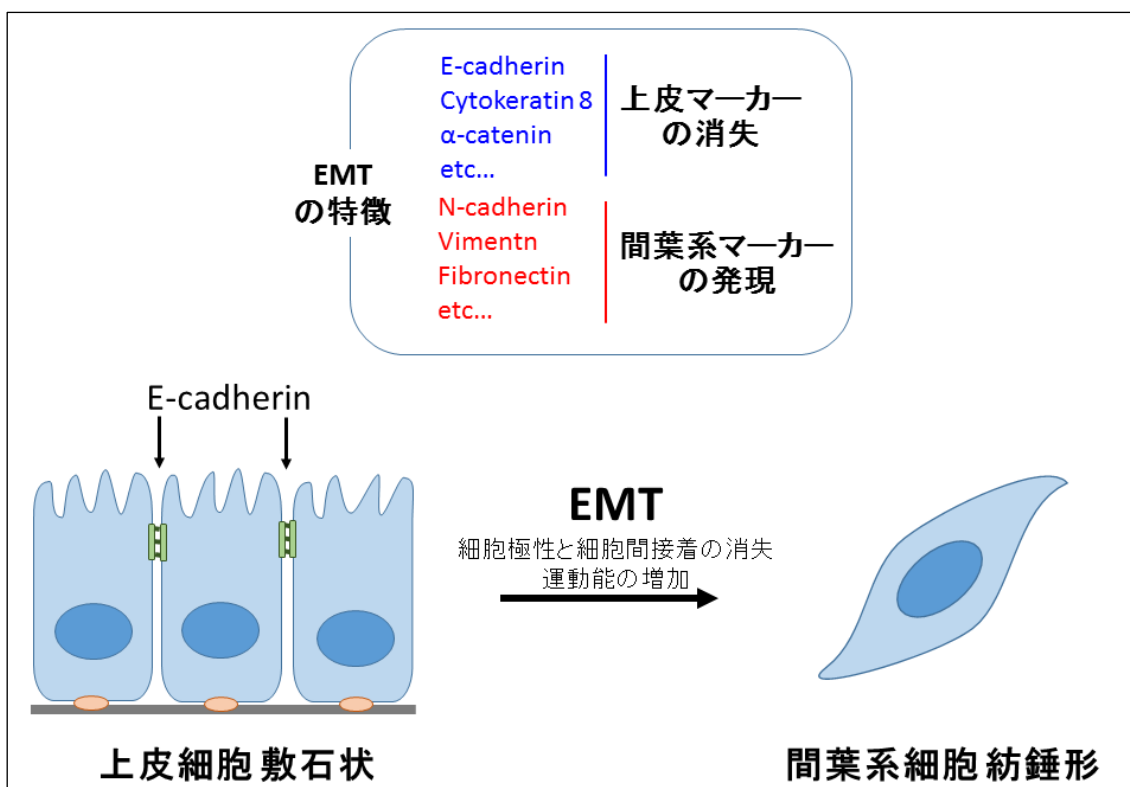 E-cadherin
Cytokeratin 8
α-catenin
etc...
上皮マーカー
の消失
EMT
の特徴
N-cadherin
Vimentn
Fibronectin
etc...
間葉系マーカー
の発現
E-cadherin
EMT
細胞極性と細胞間接着の消失
運動能の増加
上皮細胞 敷石状
間葉系細胞 紡錘形